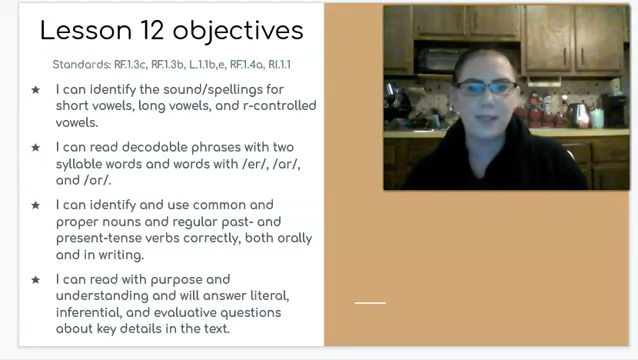 Lesson 12 objectives
Standards: RF.1.3c, RF.1.3b, L.1.1b,e, RF.1.4a, RI.1.1
★ I can identify the sound/spellings for
short vowels, long vowels, and r-controlled
vowels.
★ I can read decodable phrases with two
syllable words and words with /er/, /ar/,
and /or/.
★ I can identify and use common and
proper nouns and regular past- and
present-tense verbs correctly, both orally
and in writing.
★ I can read with purpose and
understanding and will answer literal,
inferential, and evaluative questions
about key details in the text.